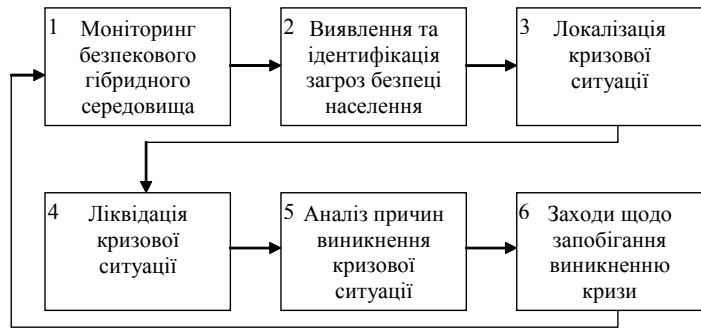 1 Моніторинг
безпекового
гібридного
середовища
2 Виявлення та
ідентифікація
загроз безпеці
населення
3 Локалізація
кризової
ситуації
4 Ліквідація
кризової
ситуації
5 Аналіз причин
виникнення
кризової
ситуації
6 Заходи щодо
запобігання
виникненню
кризи